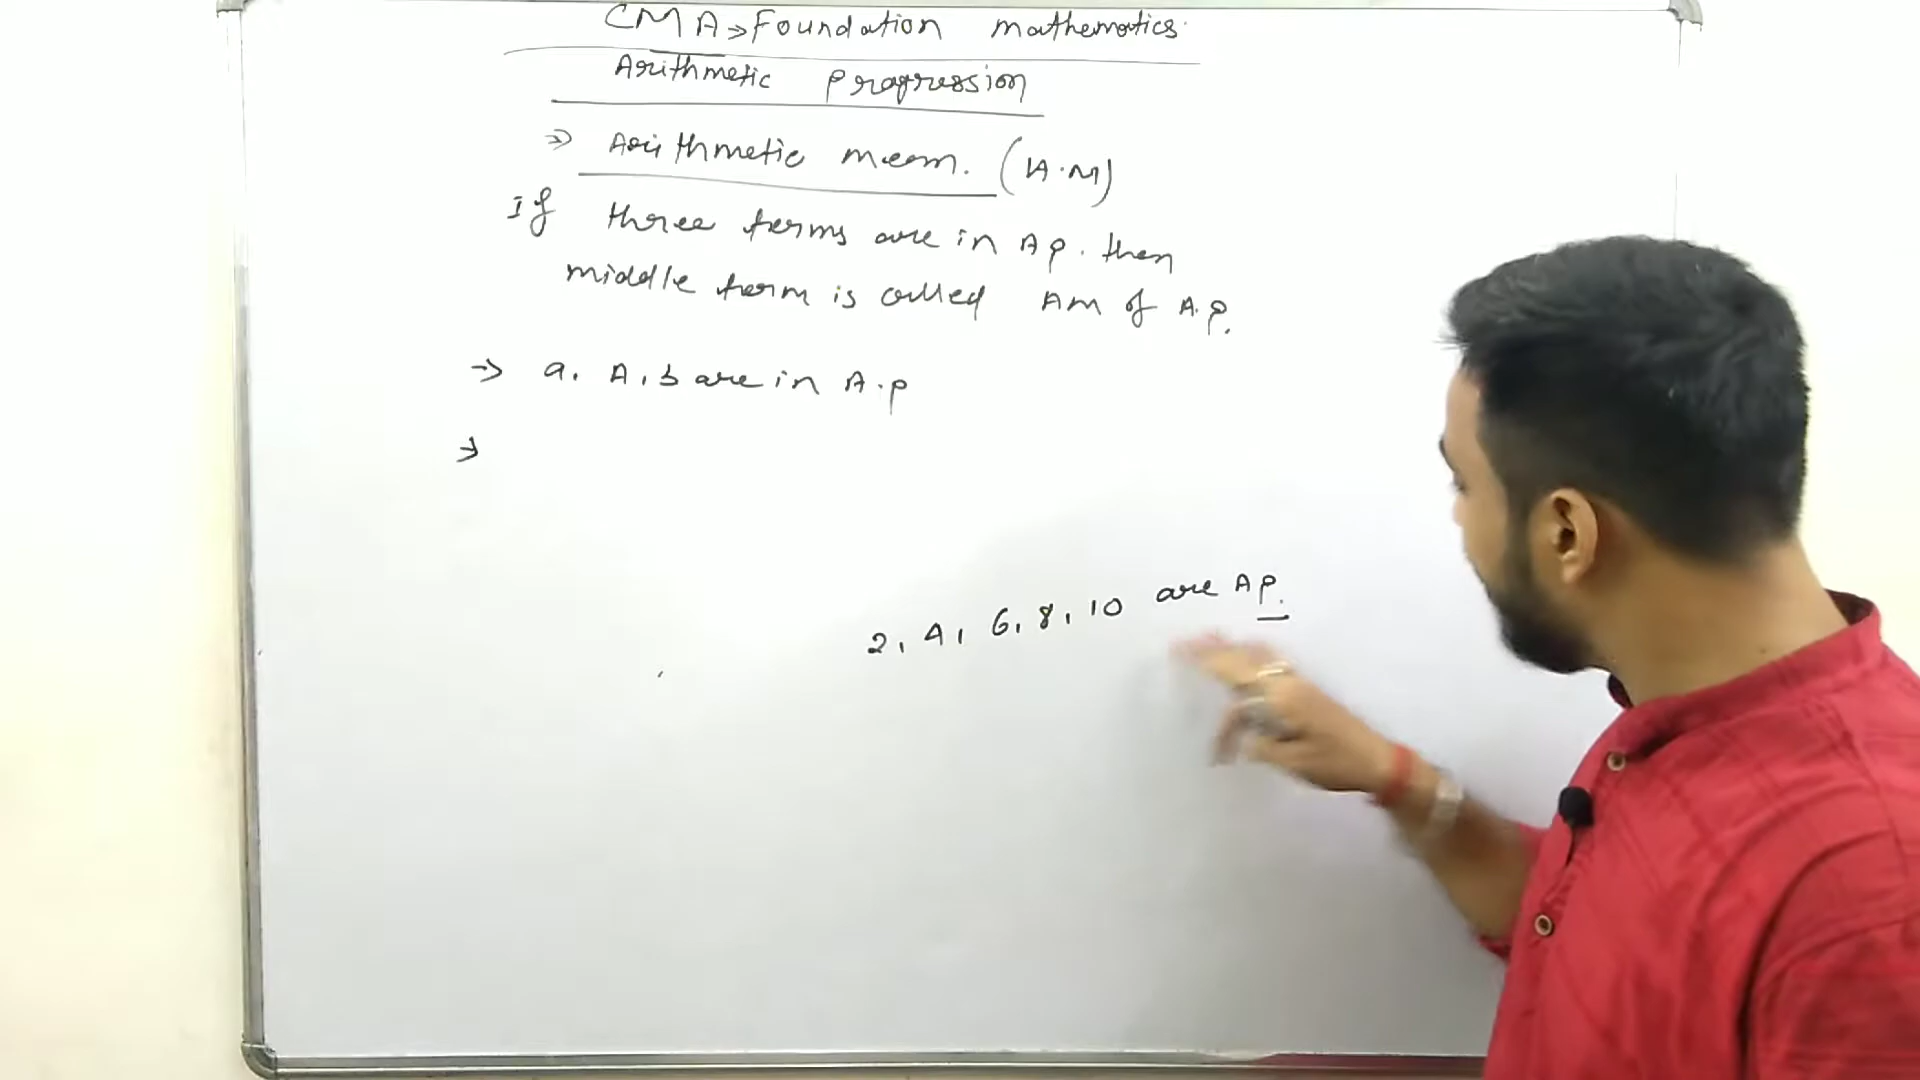 CMA => Foundation mathematics
Arithmetic Progression
=> Arithmetic mean. (A.M)
If three terms are in A P. then
middle term is called AM of A.P.
→ a, A, b are in A.P
→
2, 4, 6, 8, 10 are AP.